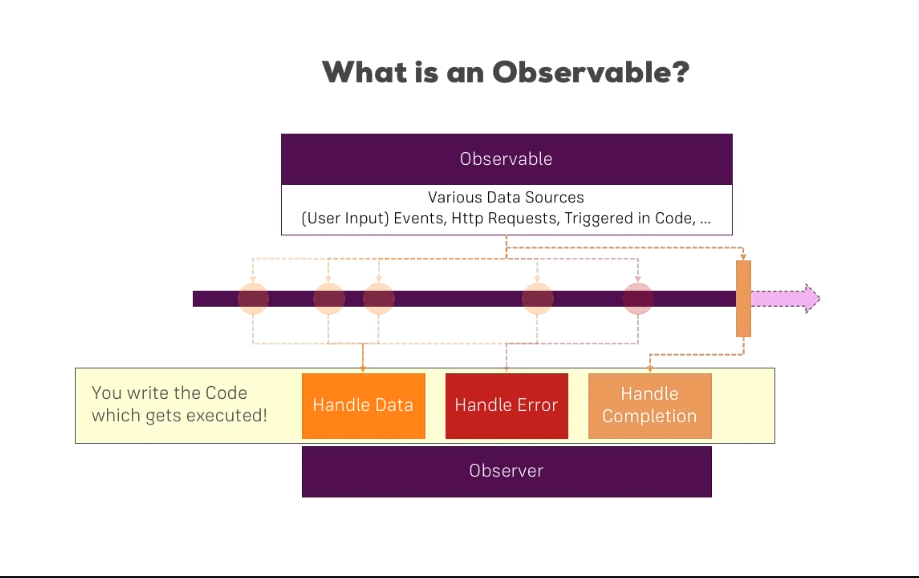 What is an Observable?
Observable
Various Data Sources
(User Input) Events, Http Requests, Triggered in Code, ...
You write the Code
which gets executed!
Handle Data
Handle Error
Handle
Completion
Observer